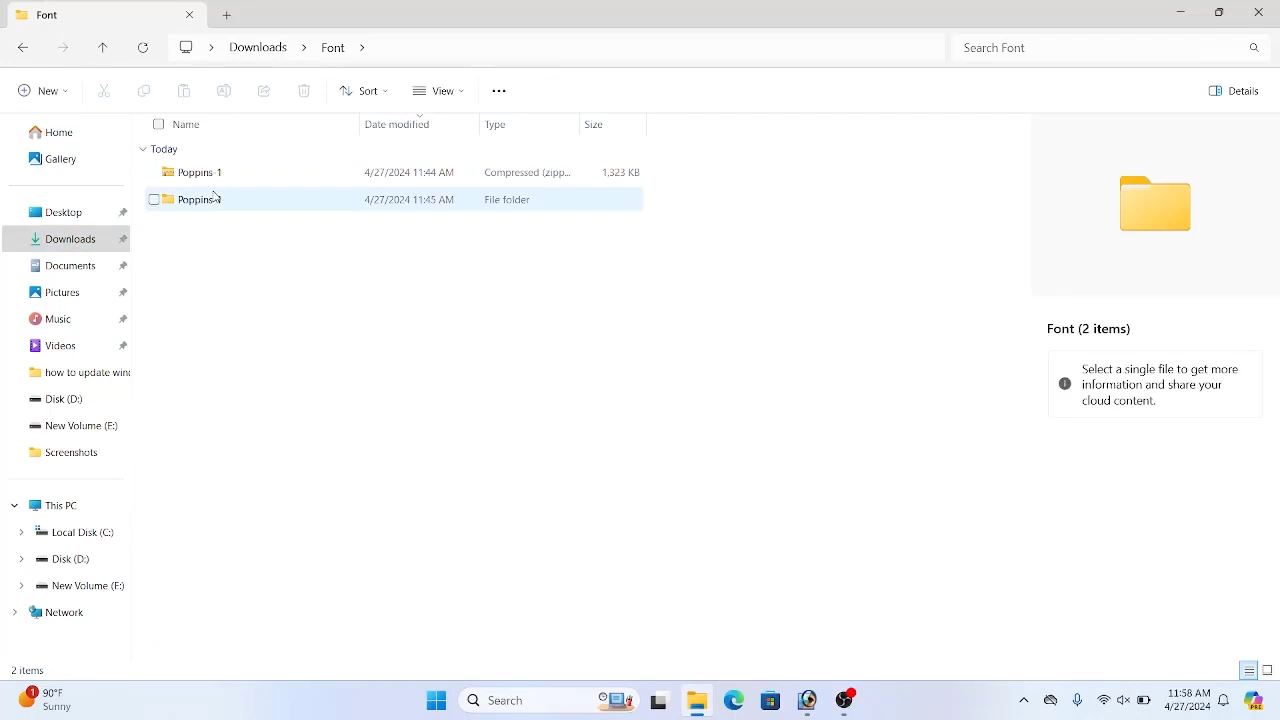 Font
Downloads
Font
Search Font
New
Sort
View
Details
Name
Date modified
Type
Size
Today
Poppins-1
4/27/2024 11:44 AM
Compressed (zipp...
1,323 KB
4/27/2024 11:45 AM
File folder
Home
Gallery
Desktop
Downloads
Documents
Pictures
Music
Videos
how to update win
Disk (D:)
New Volume (E:)
Screenshots
This PC
Local Disk (C:)
Disk (D:)
New Volume (E:)
Network
Font (2 items)
Select a single file to get more
information and share your
cloud content.
2 items
90°F
Sunny
1
Search
11:58 AM
4/27/2024
PRE